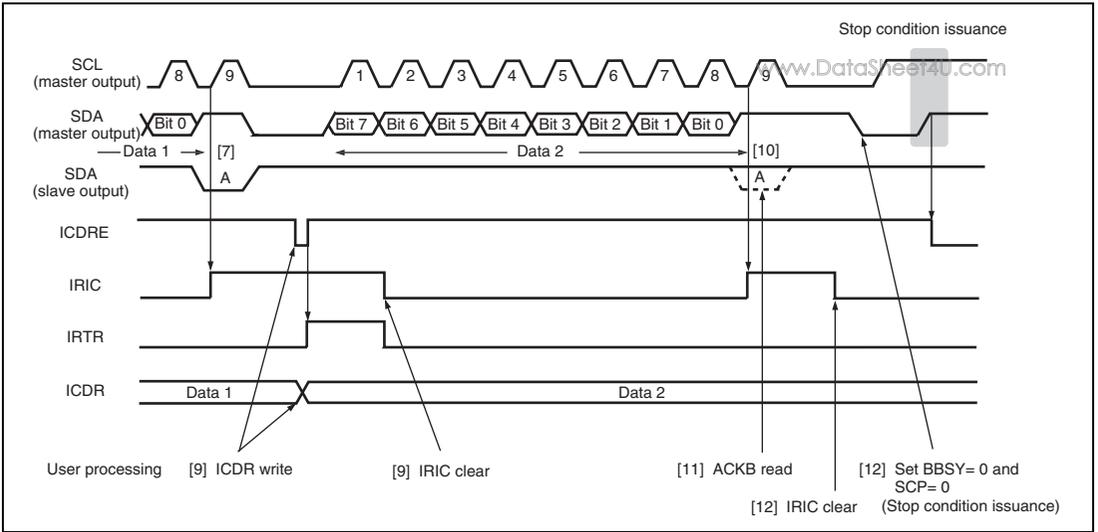 Stop condition issuance
SCL
(master output)
8 9 1 2 3 4 5 6 7 8 9
www.DataSheet4U.com
SDA
(master output)
Bit 0 Bit 7 Bit 6 Bit 5 Bit 4 Bit 3 Bit 2 Bit 1 Bit 0
Data 1 [7] Data 2 [10]
SDA
(slave output)
A A
ICDRE
IRIC
IRTR
ICDR
Data 1 Data 2
User processing [9] ICDR write [9] IRIC clear [11] ACKB read [12] Set BBSY= 0 and
SCP= 0
[12] IRIC clear (Stop condition issuance)